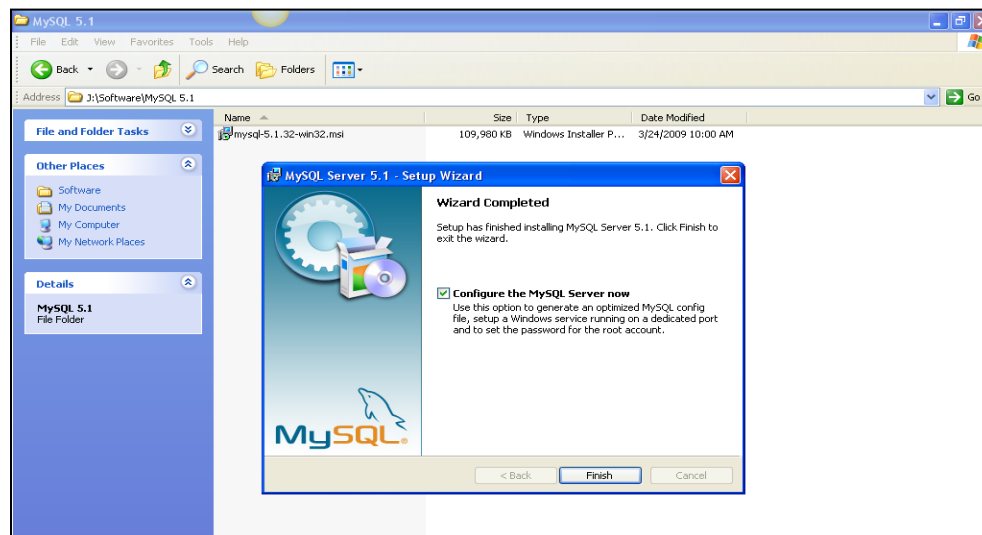 MySQL 5.1
File Edit View Favorites Tools Help
Back Search Folders
Address J:\Software\MySQL 5.1 Go
Name Size Type Date Modified
mysql-5.1.32-win32.msi 109,980 KB Windows Installer P... 3/24/2009 10:00 AM
File and Folder Tasks
Other Places
Software
My Documents
My Computer
My Network Places
Details
MySQL 5.1
File Folder
MySQL Server 5.1 - Setup Wizard
Wizard Completed
Setup has finished installing MySQL Server 5.1. Click Finish to
exit the wizard.
Configure the MySQL Server now
Use this option to generate an optimized MySQL config
file, setup a Windows service running on a dedicated port
and to set the password for the root account.
MySQL®
< Back Finish Cancel